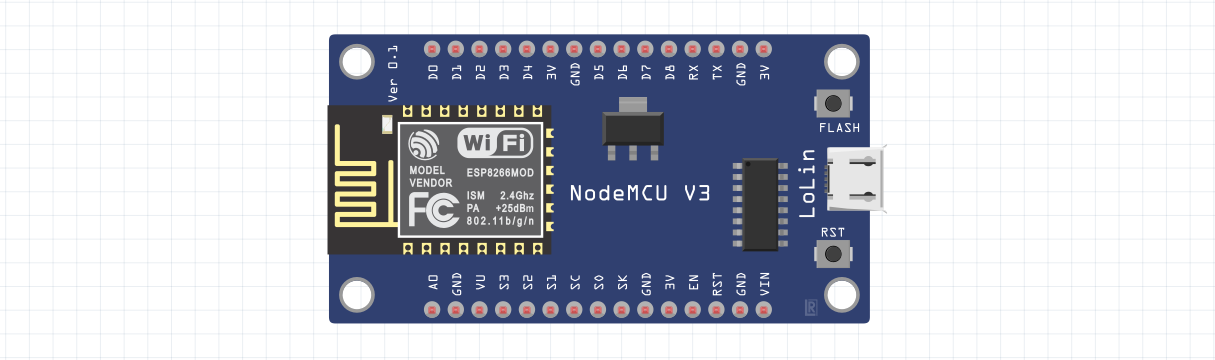 Ver 0.1
D0 D1 D2 D3 D4 3V GND D5 D6 D7 D8 RX TX GND 3V
FLASH
WiFi
MODEL
VENDOR
ESP8266MOD
FC
ISM 2.4Ghz
PA +25dBm
802.11b/g/n
NodeMCU V3
LoLin
RST
A0 GND VU S3 S2 S1 SC S0 SK GND 3V EN RST GND VIN
R